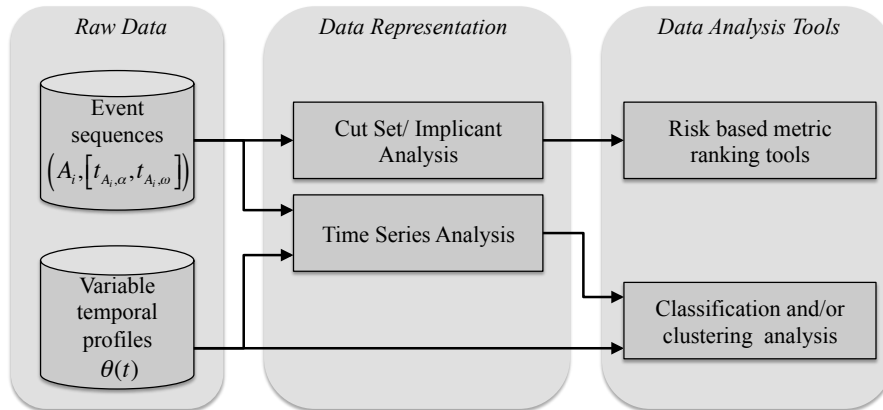 Raw Data
Event
sequences
(A_i,[t_{A_i,α},t_{A_i,ω}])
Variable
temporal
profiles
θ(t)
Data Representation
Cut Set/ Implicant
Analysis
Time Series Analysis
Data Analysis Tools
Risk based metric
ranking tools
Classification and/or
clustering analysis